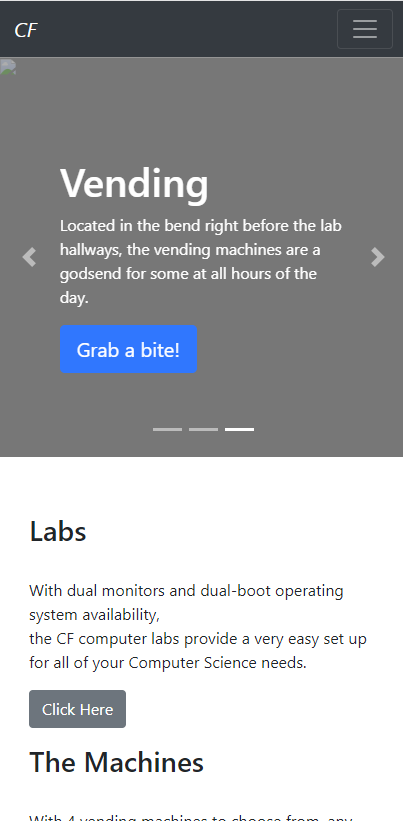 CF
Vending
Located in the bend right before the lab
hallways, the vending machines are a
godsend for some at all hours of the
day.
Grab a bite!
Labs
With dual monitors and dual-boot operating
system availability,
the CF computer labs provide a very easy set up
for all of your Computer Science needs.
Click Here
The Machines
With 4 vending machines to choose from, any